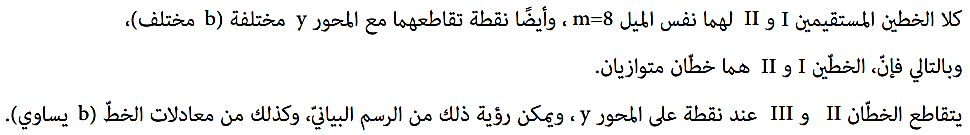 كلا الخطين المستقيمين I و II لهما نفس الميل m=8 ، وأيضًا نقطة تقاطعهما مع المحور y مختلفة (b مختلف)،
وبالتالي فإنّ، الخطّين I و II هما خطّان متوازيان.
يتقاطع الخطّان II و III عند نقطة على المحور y ، ويمكن رؤية ذلك من الرسم البيانيّ، وكذلك من معادلات الخطّ (b يساوي).